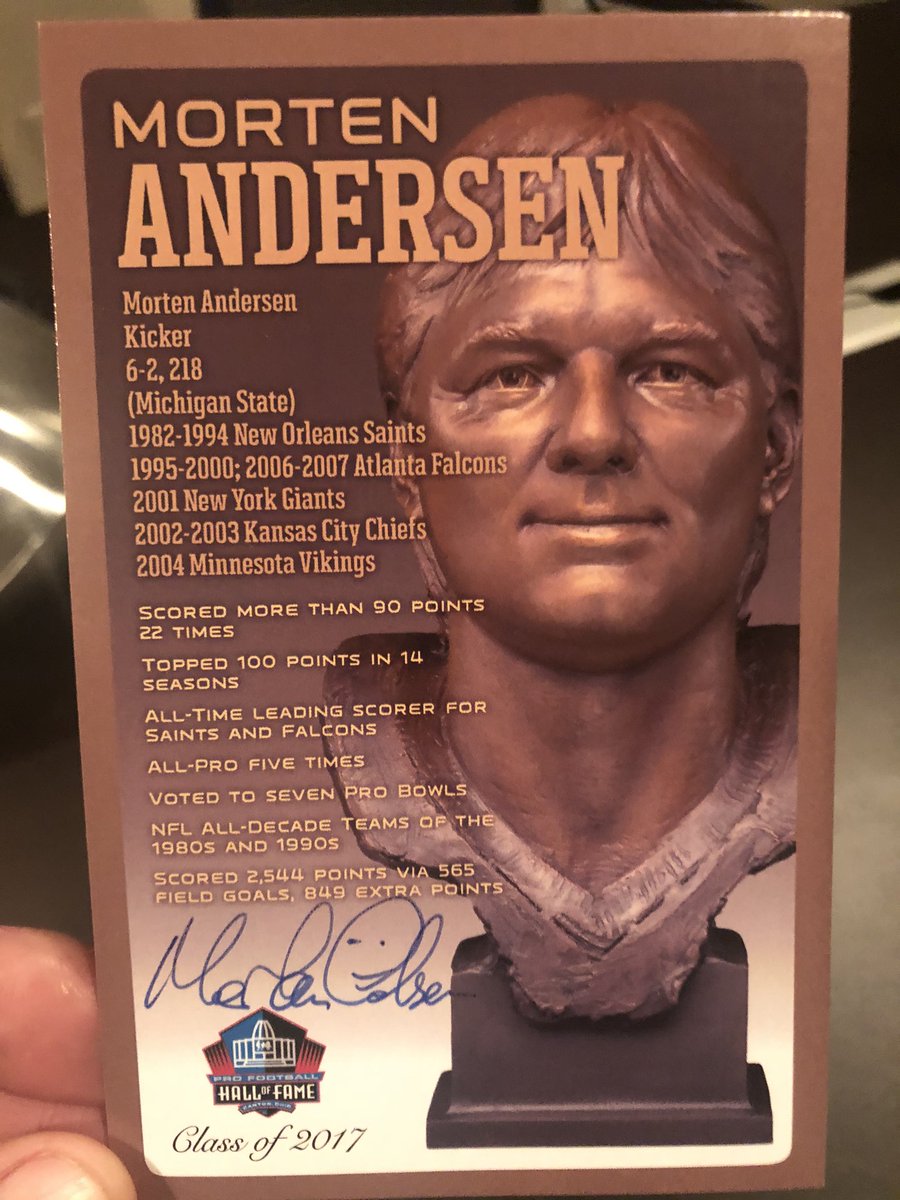 MORTEN
ANDERSEN
Morten Andersen
Kicker
6-2, 218
(Michigan State)
1982-1994 New Orleans Saints
1995-2000; 2006-2007 Atlanta Falcons
2001 New York Giants
2002-2003 Kansas City Chiefs
2004 Minnesota Vikings
Scored more than 90 points
22 times
Topped 100 points in 14
seasons
All-Time leading scorer for
Saints and Falcons
All-Pro five times
Voted to seven Pro Bowls
NFL All-Decade Teams of the
1980s and 1990s
Scored 2,544 points via 565
field goals, 849 extra points
PRO FOOTBALL
HALL OF FAME
CANTON, OHIO
Class of 2017